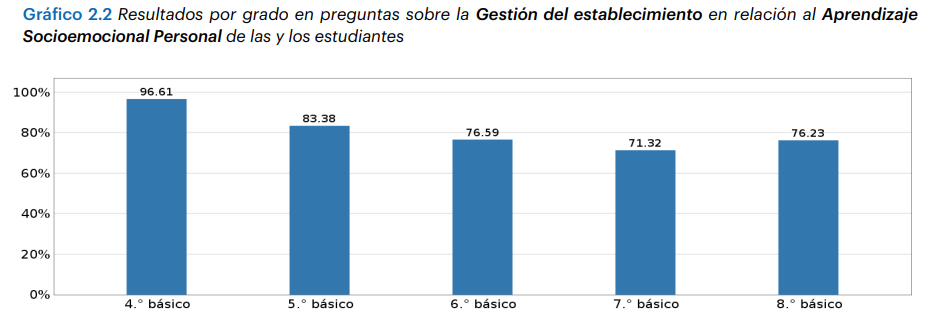 Gráfico 2.2 Resultados por grado en preguntas sobre la Gestión del establecimiento en relación al Aprendizaje
Socioemocional Personal de las y los estudiantes
100%
80%
60%
40%
20%
0%
96.61
83.38
76.59
71.32
76.23
4.° básico
5.° básico
6.° básico
7.° básico
8.° básico